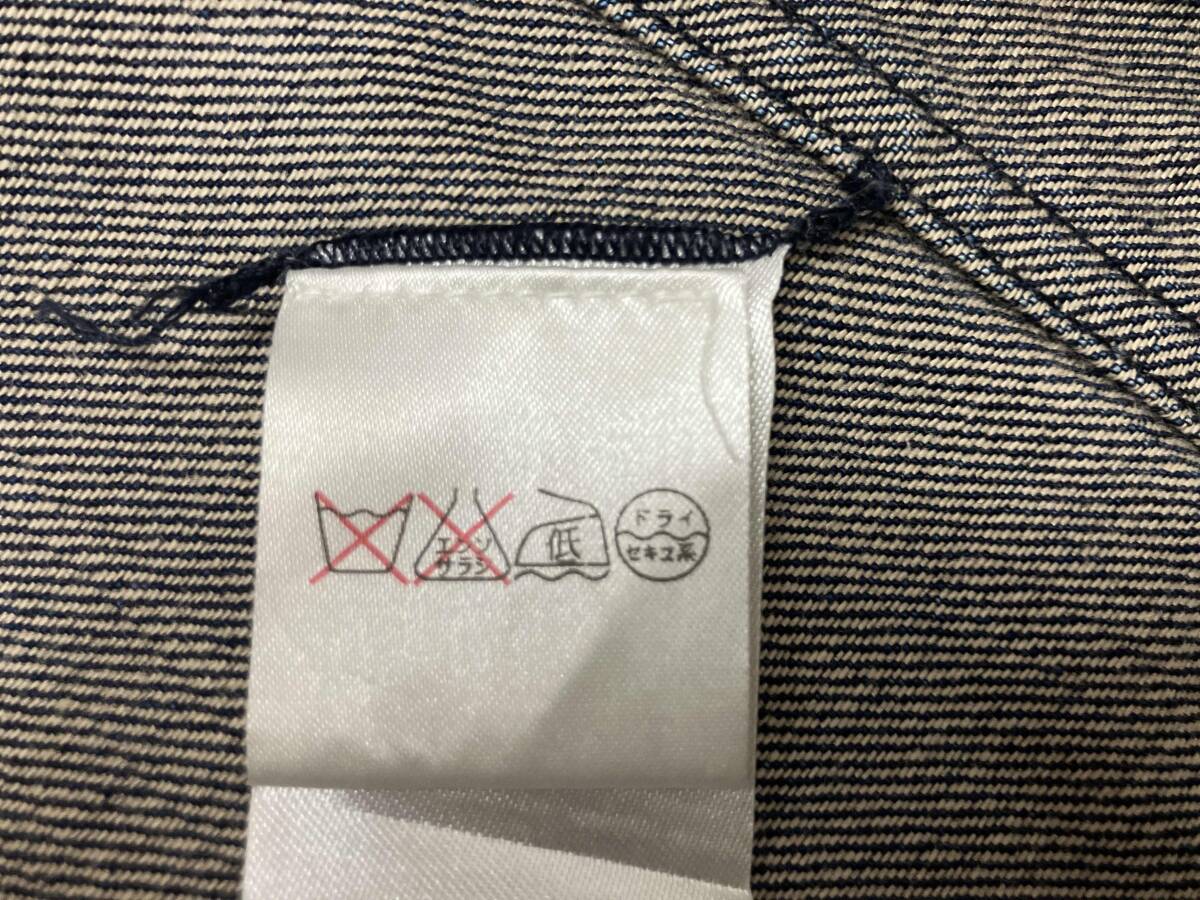 エンソ
サラシ
低
ドライ
セキユ系